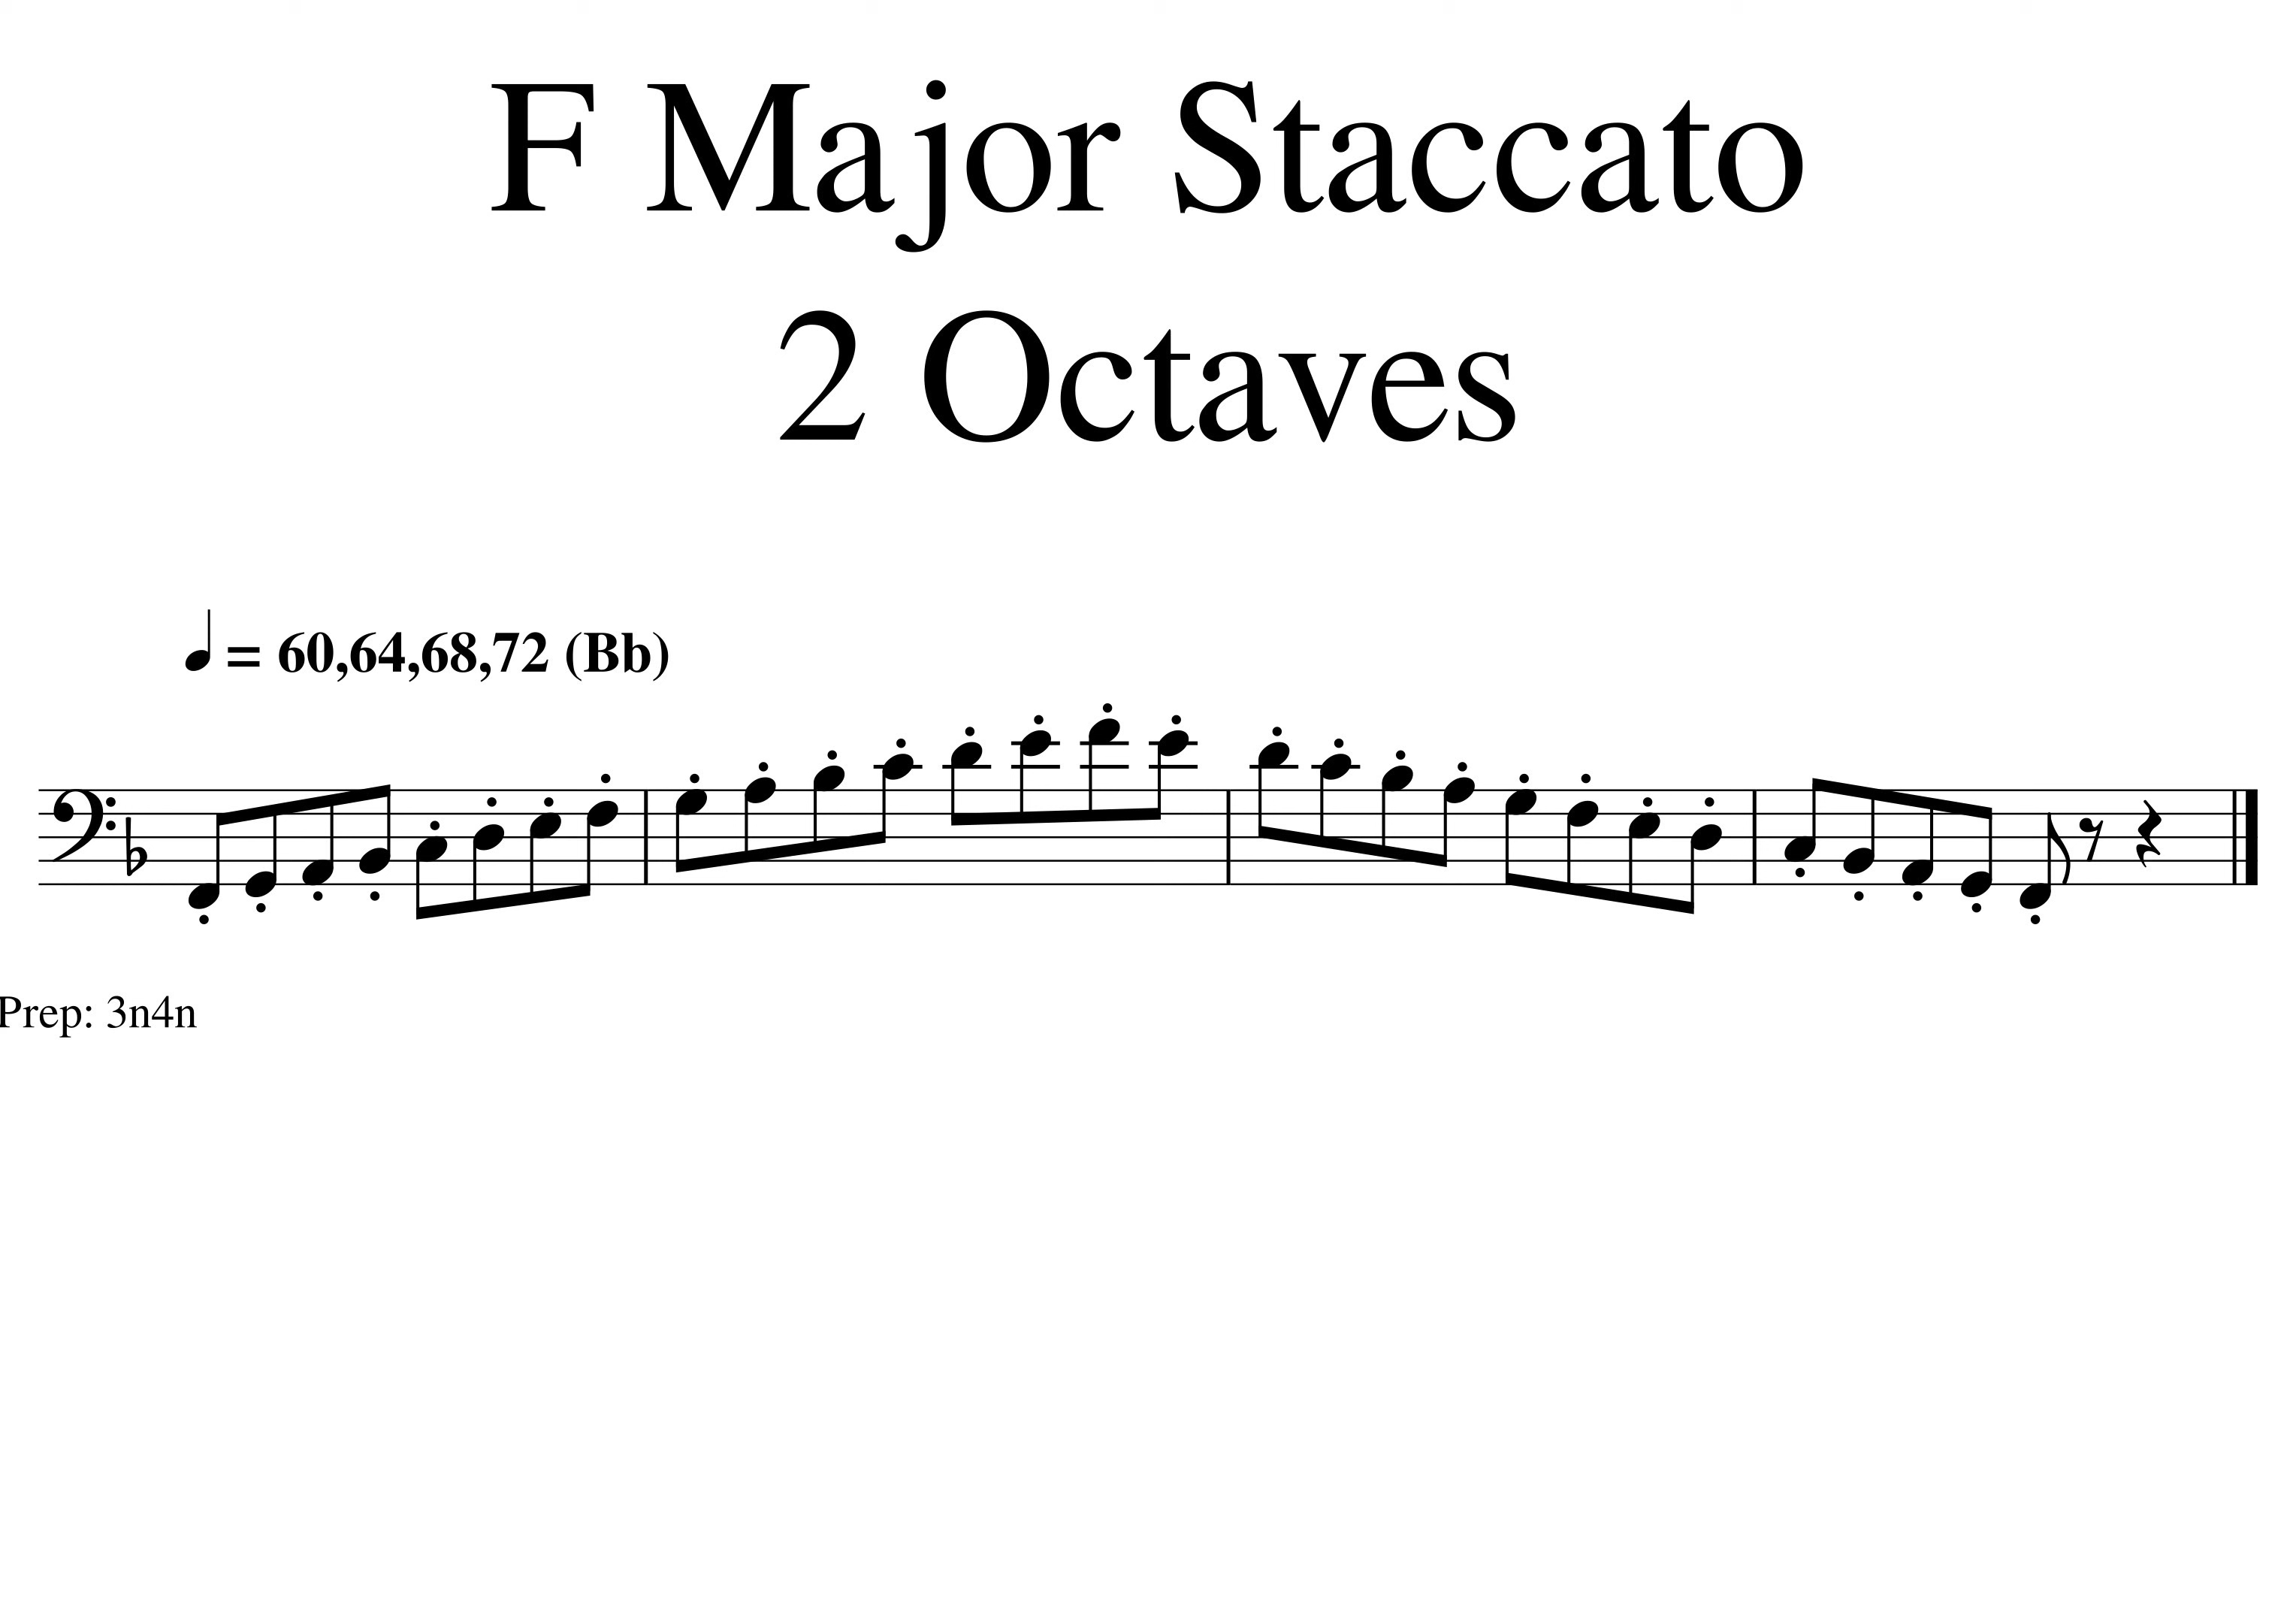 F Major Staccato
2 Octaves
= 60,64,68,72 (Bb)
Prep: 3n4n